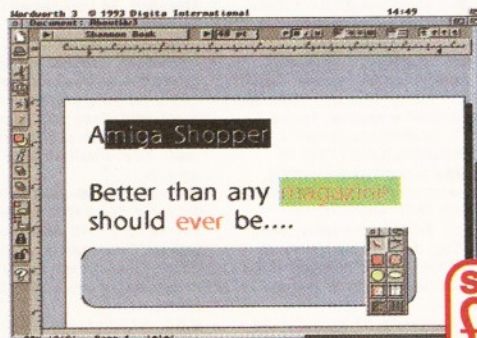 Wordworth 3 © 1993 Digita International 14:49
Document: AboutWw3
Shannon Book 48 pt
Amiga Shopper
Better than any magazine
should ever be....